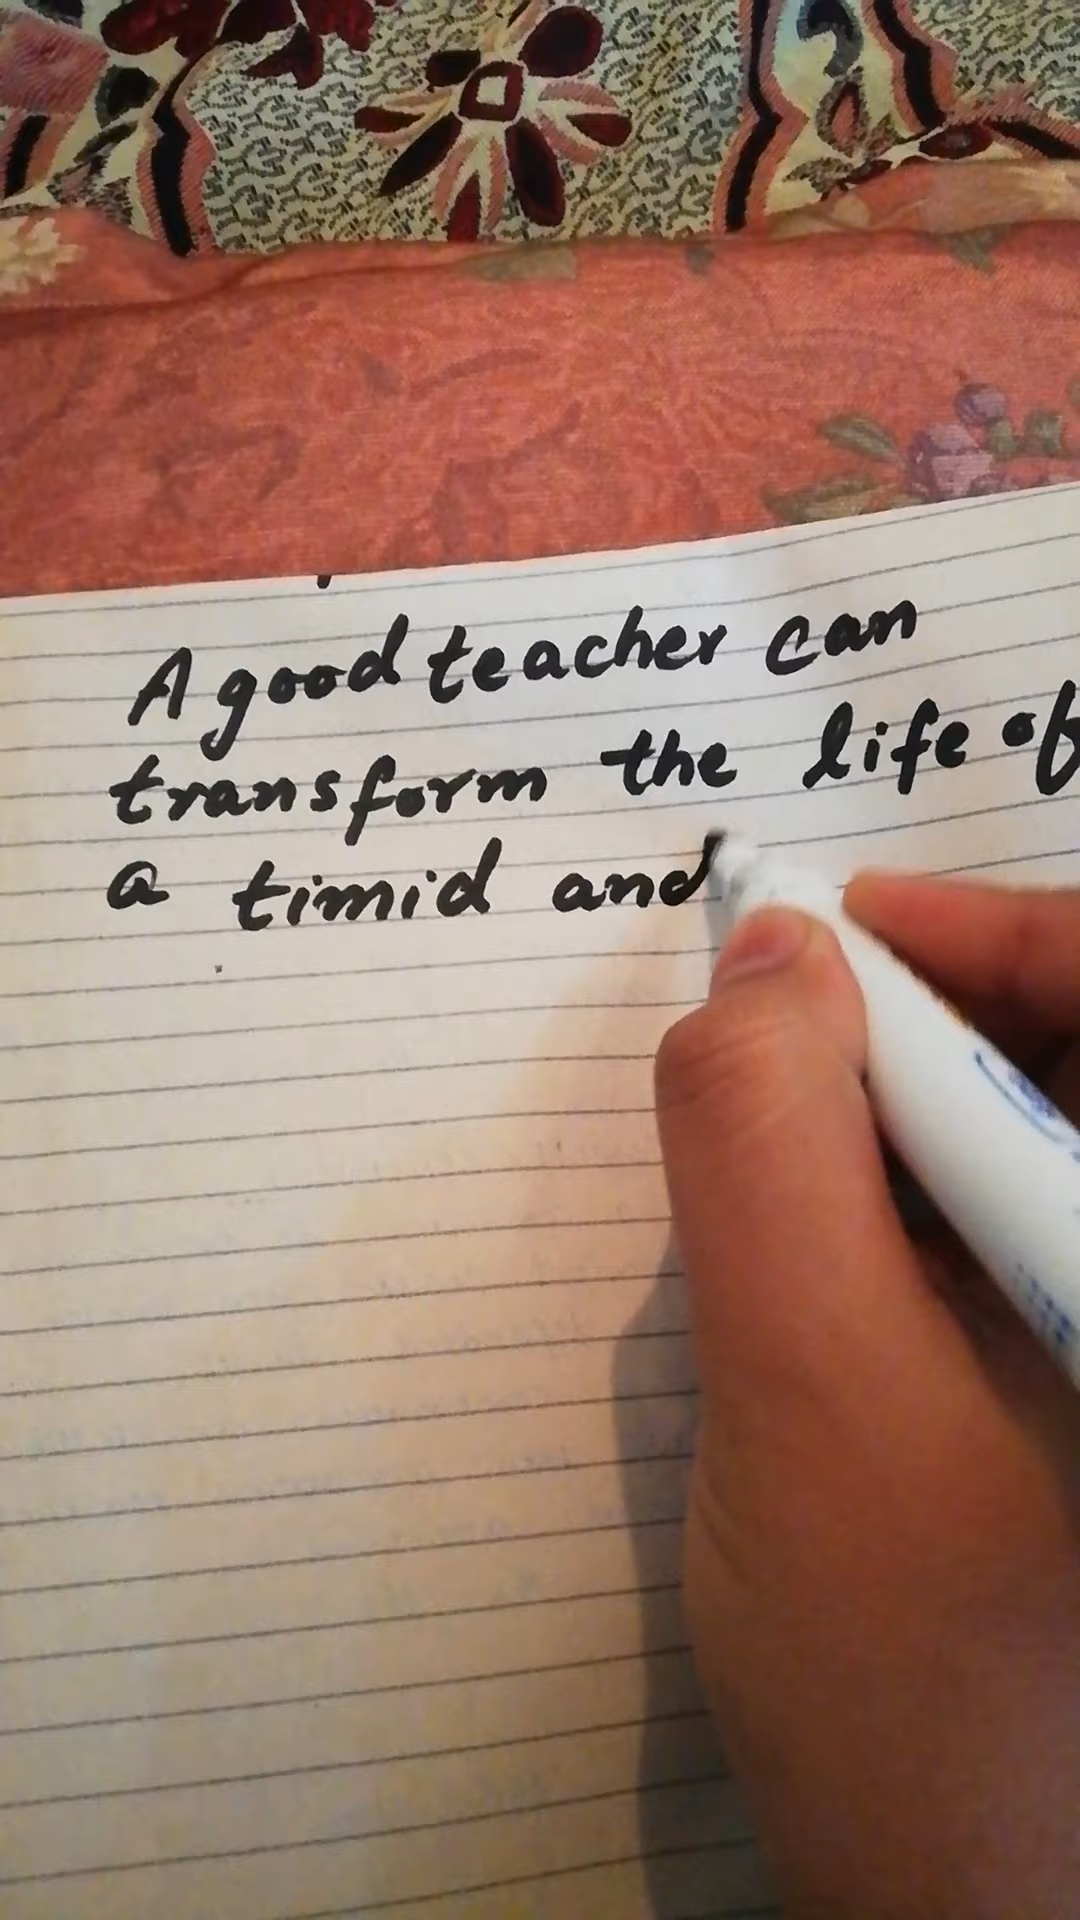 A good teacher can
transform the life of
a timid and